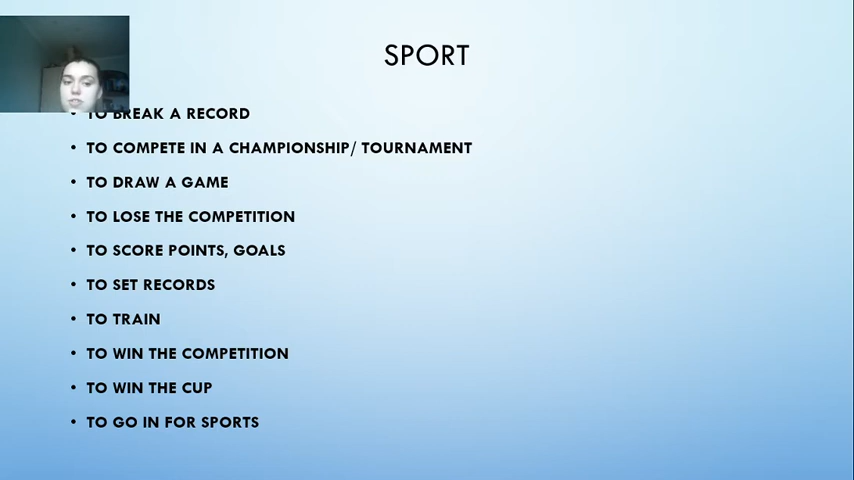 SPORT
• TO BREAK A RECORD
• TO COMPETE IN A CHAMPIONSHIP/ TOURNAMENT
• TO DRAW A GAME
• TO LOSE THE COMPETITION
• TO SCORE POINTS, GOALS
• TO SET RECORDS
• TO TRAIN
• TO WIN THE COMPETITION
• TO WIN THE CUP
• TO GO IN FOR SPORTS